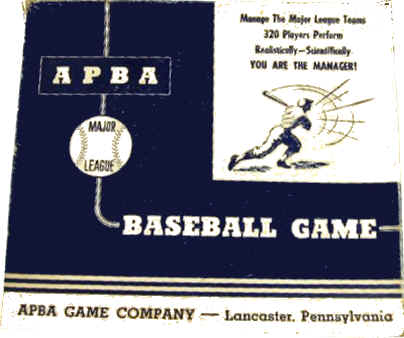 Manage The Major League Teams
320 Players Perform
Realistically—Scientifically
YOU ARE THE MANAGER!
APBA
MAJOR
LEAGUE
BASEBALL GAME
APBA GAME COMPANY — Lancaster, Pennsylvania